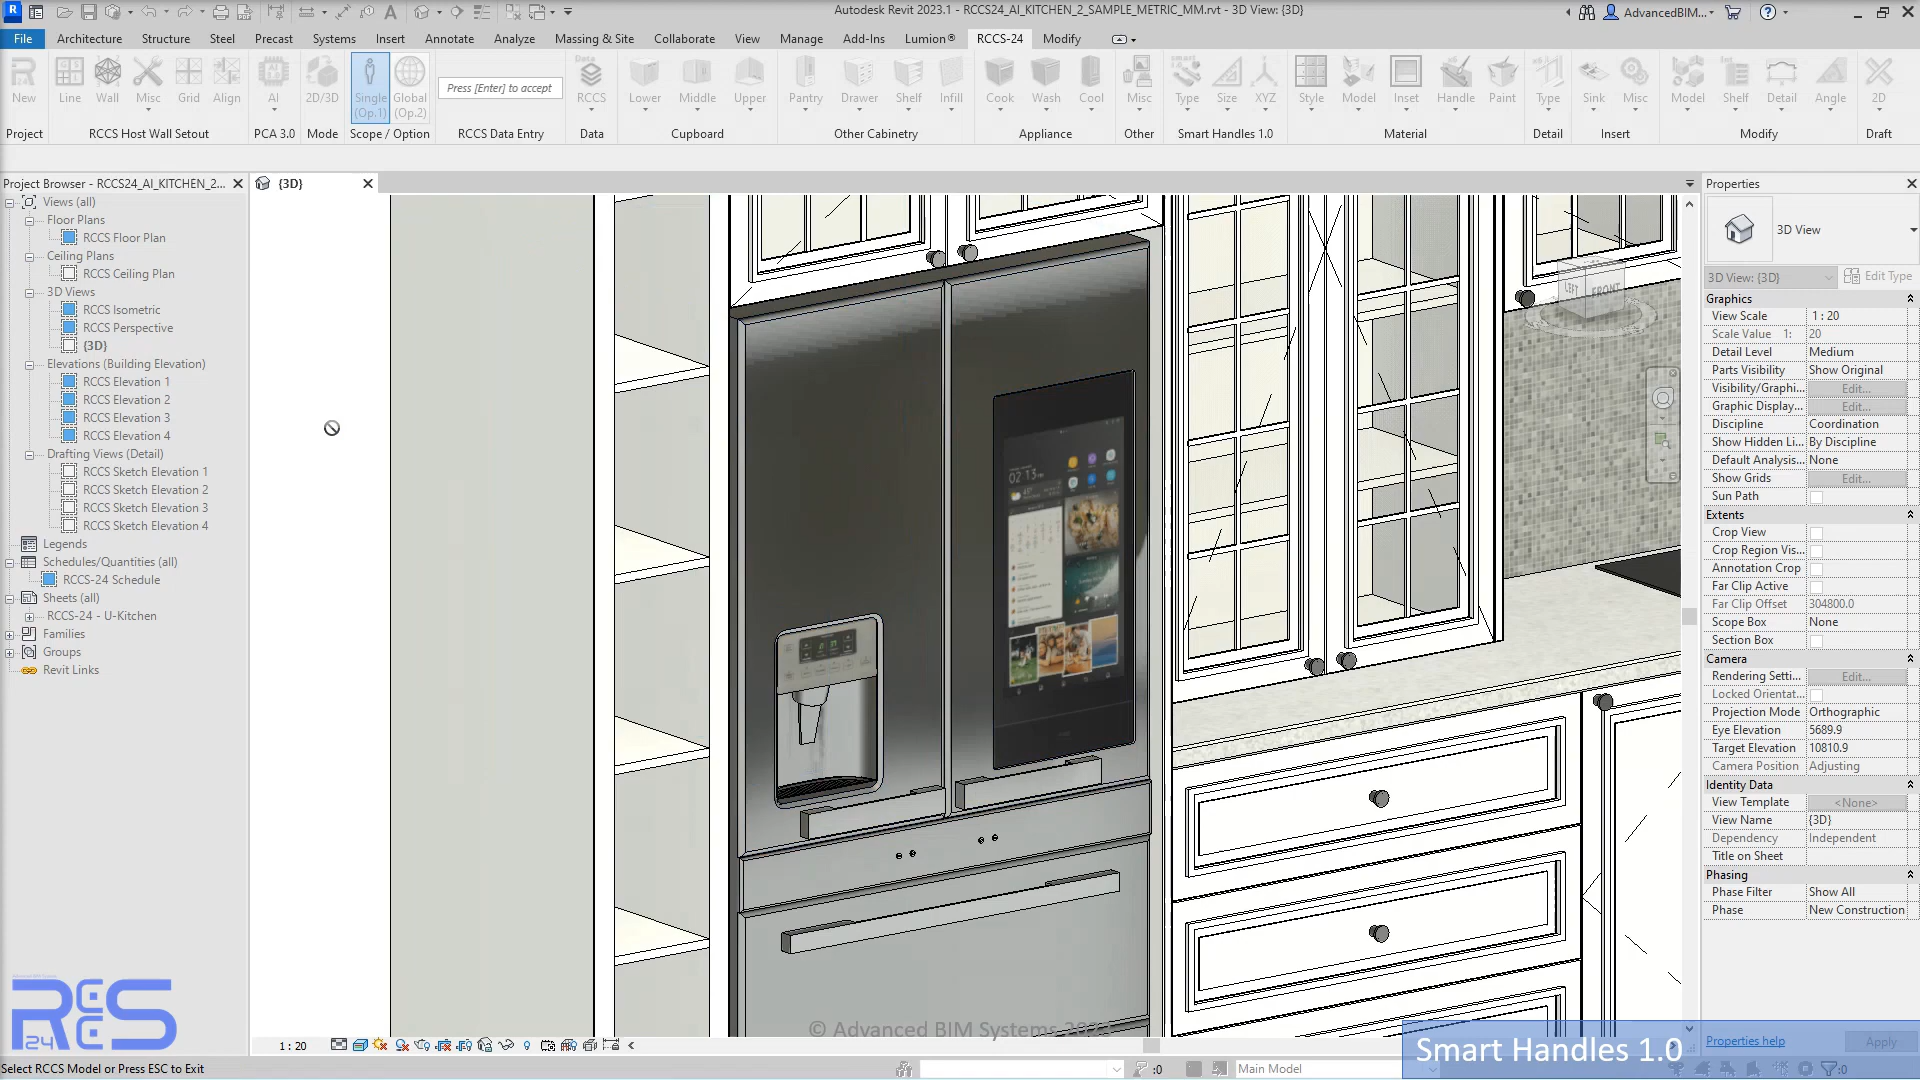 Autodesk Revit 2023.1 - RCCS24_AI_KITCHEN_2_SAMPLE_METRIC_MM.rvt - 3D View: {3D}
AdvancedBIM...
File Architecture Structure Steel Precast Systems Insert Annotate Analyze Massing & Site Collaborate View Manage Add-Ins Lumion® RCCS-24 Modify
New Line Wall Misc Grid Align AI 2D/3D Single (Op.1) Global (Op.2) Press [Enter] to accept RCCS Lower Middle Upper Pantry Drawer Shelf Infill Cook Wash Cool Misc Type Size XYZ Style Model Inset Handle Paint Type Sink Misc Model Shelf Detail Angle 2D
Project RCCS Host Wall Setout PCA 3.0 Mode Scope / Option RCCS Data Entry Data Cupboard Other Cabinetry Appliance Other Smart Handles 1.0 Material Detail Insert Modify Draft
Project Browser - RCCS24_AI_KITCHEN_2...
{3D}
Views (all)
Floor Plans
RCCS Floor Plan
Ceiling Plans
RCCS Ceiling Plan
3D Views
RCCS Isometric
RCCS Perspective
{3D}
Elevations (Building Elevation)
RCCS Elevation 1
RCCS Elevation 2
RCCS Elevation 3
RCCS Elevation 4
Drafting Views (Detail)
RCCS Sketch Elevation 1
RCCS Sketch Elevation 2
RCCS Sketch Elevation 3
RCCS Sketch Elevation 4
Legends
Schedules/Quantities (all)
RCCS-24 Schedule
Sheets (all)
RCCS-24 - U-Kitchen
Families
Groups
Revit Links
LEFT FRONT
02:15
Properties
3D View
3D View: {3D} Edit Type
Graphics
View Scale 1 : 20
Scale Value 1: 20
Detail Level Medium
Parts Visibility Show Original
Visibility/Graphi... Edit...
Graphic Display... Edit...
Discipline Coordination
Show Hidden Li... By Discipline
Default Analysis... None
Show Grids Edit...
Sun Path
Extents
Crop View
Crop Region Vis...
Annotation Crop
Far Clip Active
Far Clip Offset 304800.0
Scope Box None
Section Box
Camera
Rendering Setti... Edit...
Locked Orientat...
Projection Mode Orthographic
Eye Elevation 5689.9
Target Elevation 10810.9
Camera Position Adjusting
Identity Data
View Template <None>
View Name {3D}
Dependency Independent
Title on Sheet
Phasing
Phase Filter Show All
Phase New Construction
Properties help Apply
RCCS
24
© Advanced BIM Systems
1 : 20
Smart Handles 1.0
Select RCCS Model or Press ESC to Exit
:0
Main Model
:0